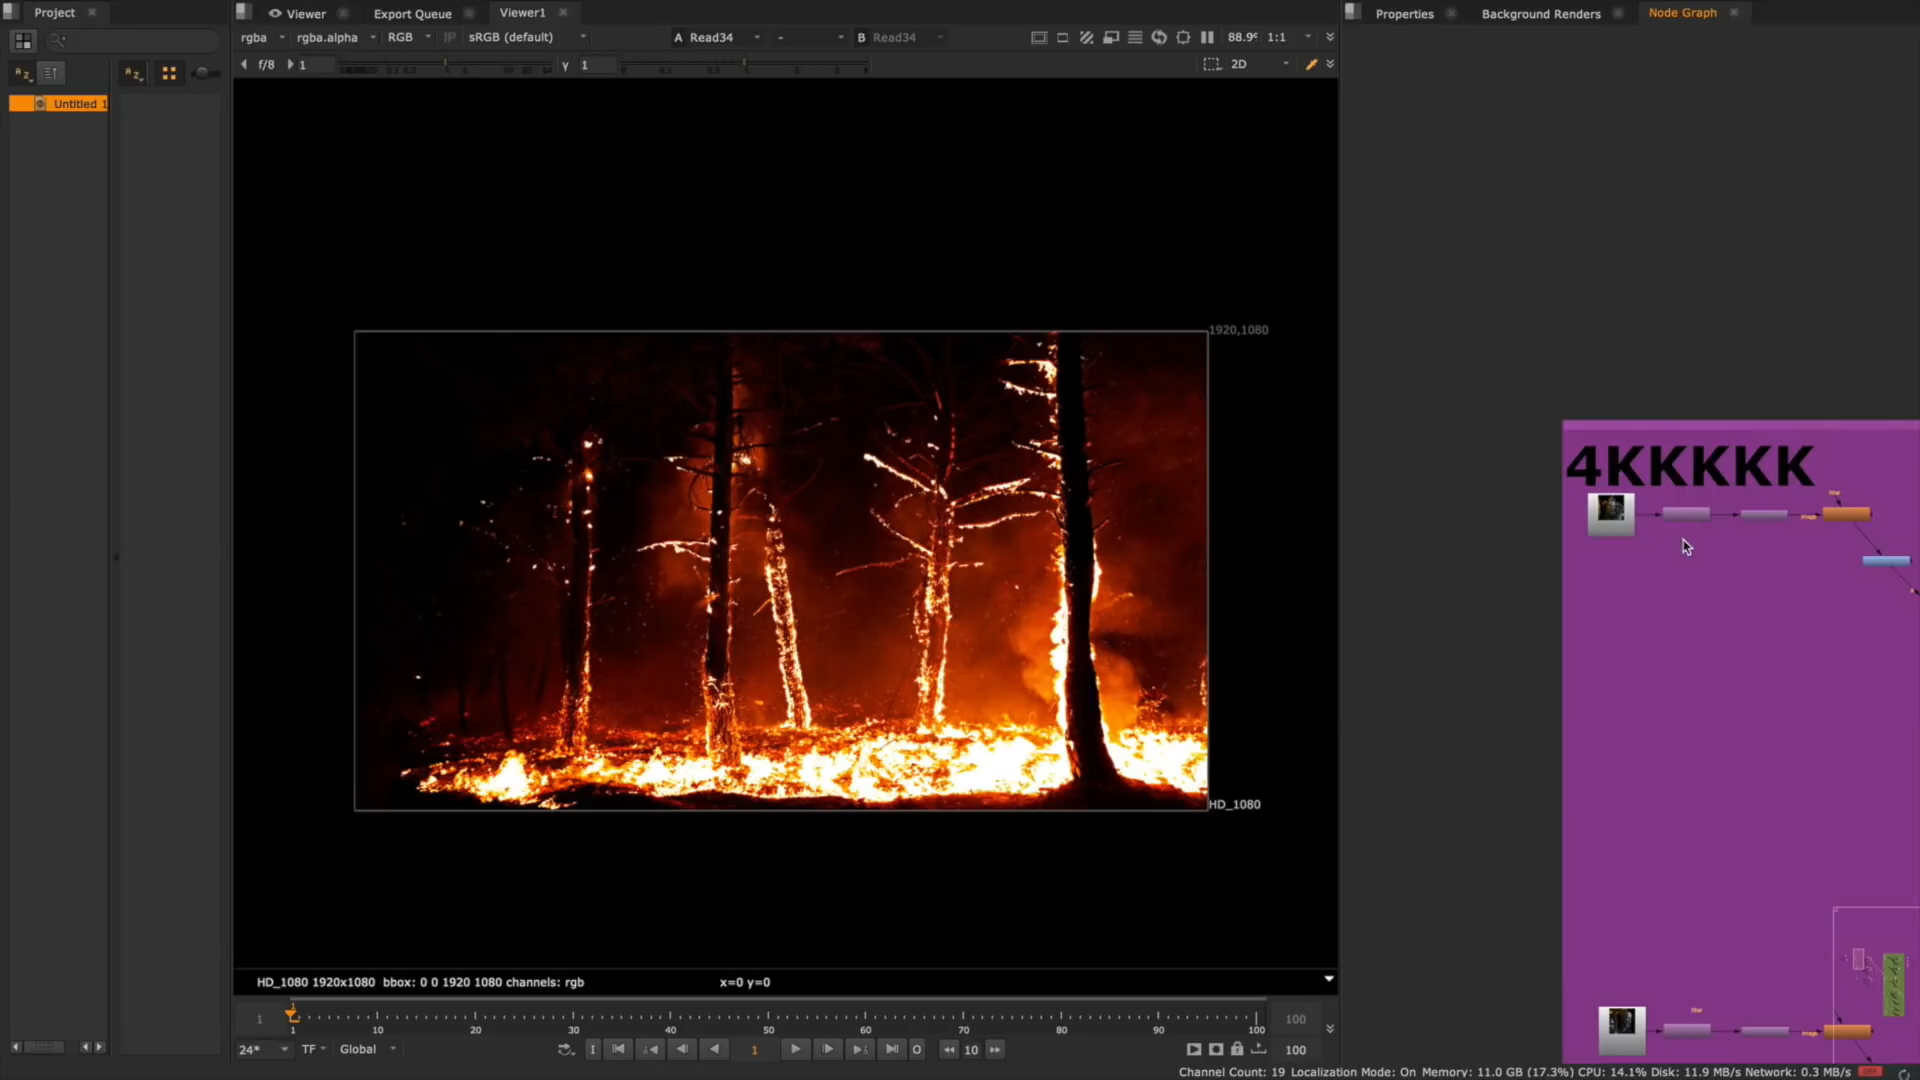 Project
Viewer
Export Queue
Viewer1
Properties
Background Renders
Node Graph
rgba
rgba.alpha
RGB
IP
sRGB (default)
A Read34
-
B Read34
1:1
f/8
1
y 1
2D
Untitled 1
1920,1080
HD_1080
4KKKKK
HD_1080 1920x1080 bbox: 0 0 1920 1080 channels: rgb
x=0 y=0
1
1
1 10 20 30 40 50 60 70 80 90 100
100
24*
TF
Global
I
1
O
10
100
Channel Count: 19 Localization Mode: On Memory: 11.0 GB (17.3%) CPU: 14.1% Disk: 11.9 MB/s Network: 0.3 MB/s